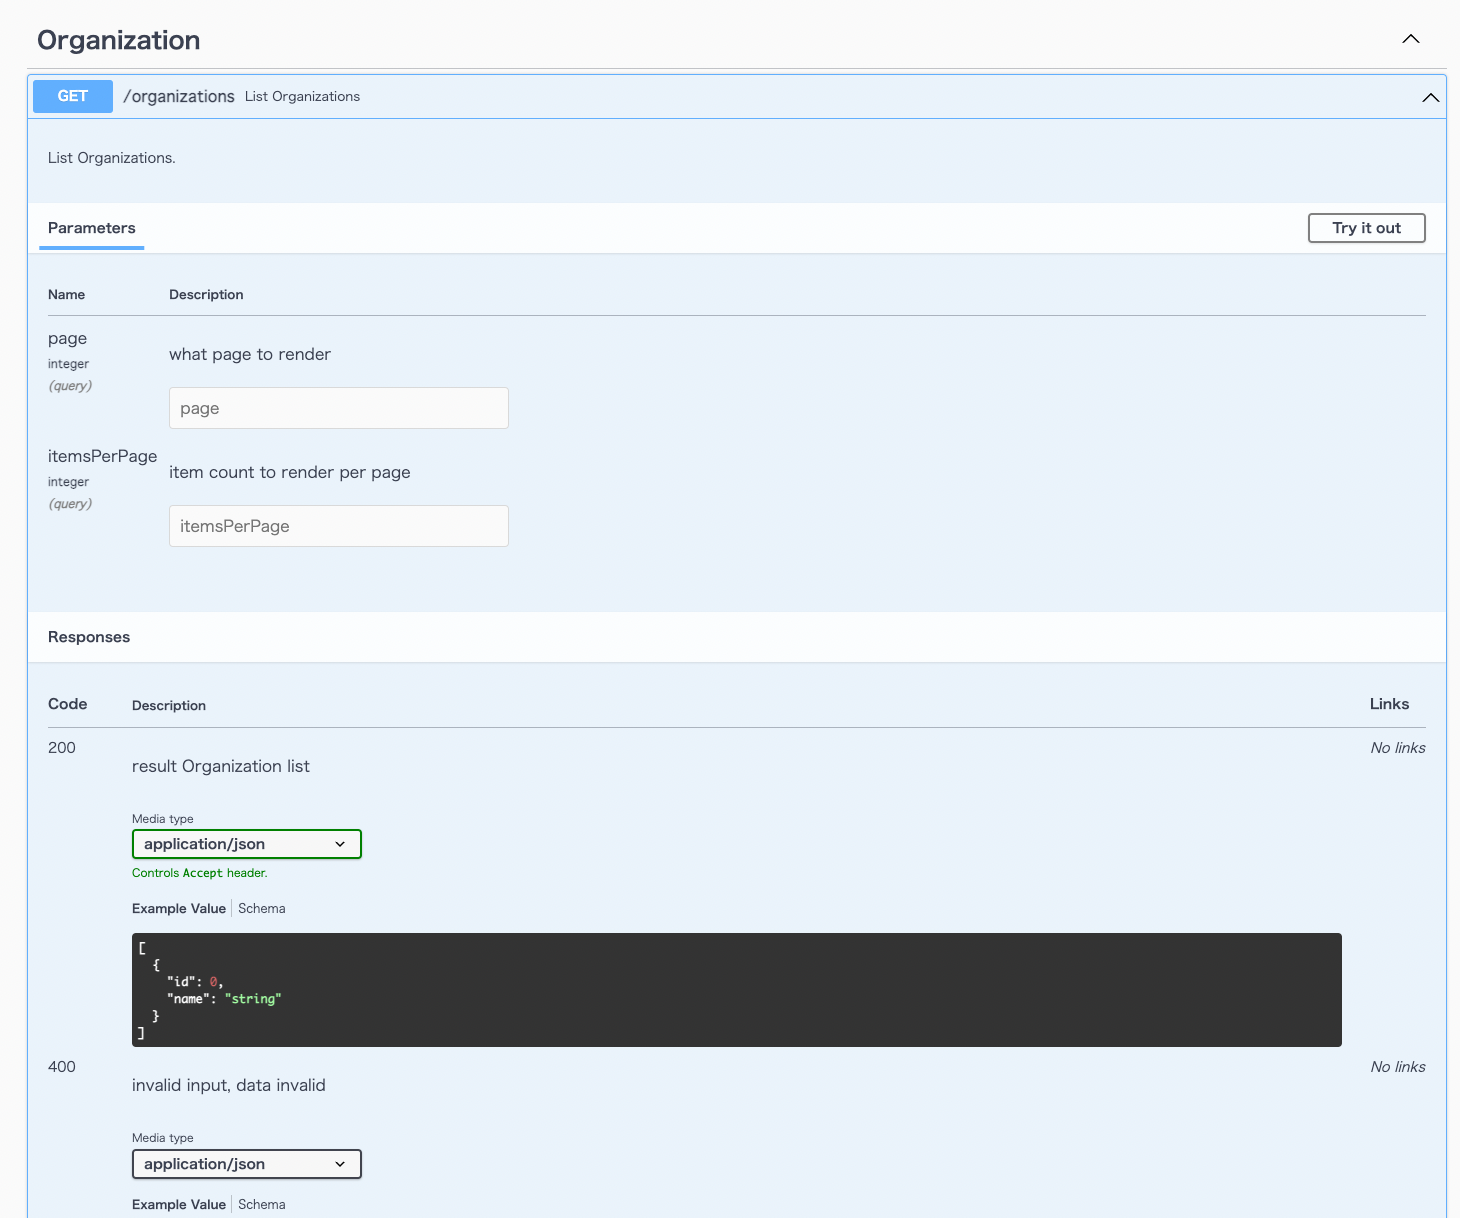 Organization
GET /organizations List Organizations
List Organizations.
Parameters
Try it out
Name Description
page
integer
(query)
what page to render
page
itemsPerPage
integer
(query)
item count to render per page
itemsPerPage
Responses
Code Description Links
200
result Organization list
No links
Media type
application/json
Controls Accept header.
Example Value Schema
[
  {
    "id": 0,
    "name": "string"
  }
]
400
invalid input, data invalid
No links
Media type
application/json
Example Value Schema